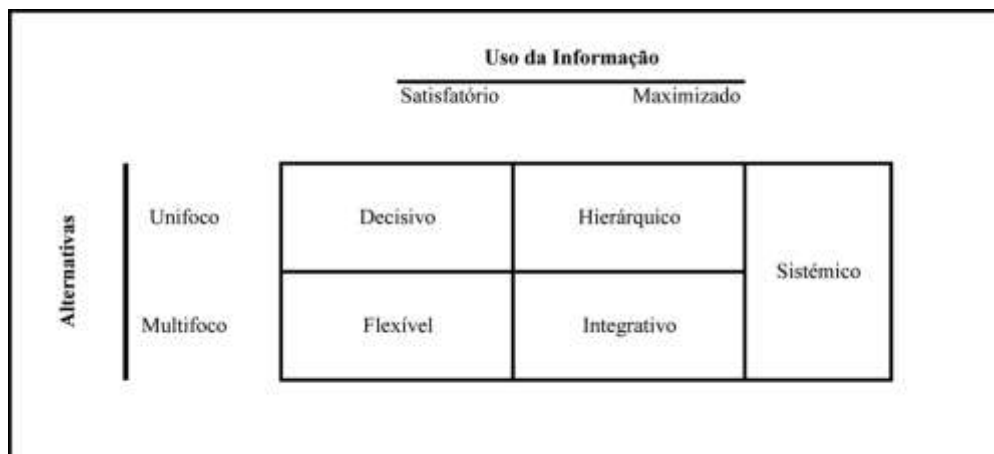 Uso da Informação
Satisfatório Maximizado
Alternativas
Unifoco Decisivo Hierárquico
Sistémico
Multifoco Flexível Integrativo